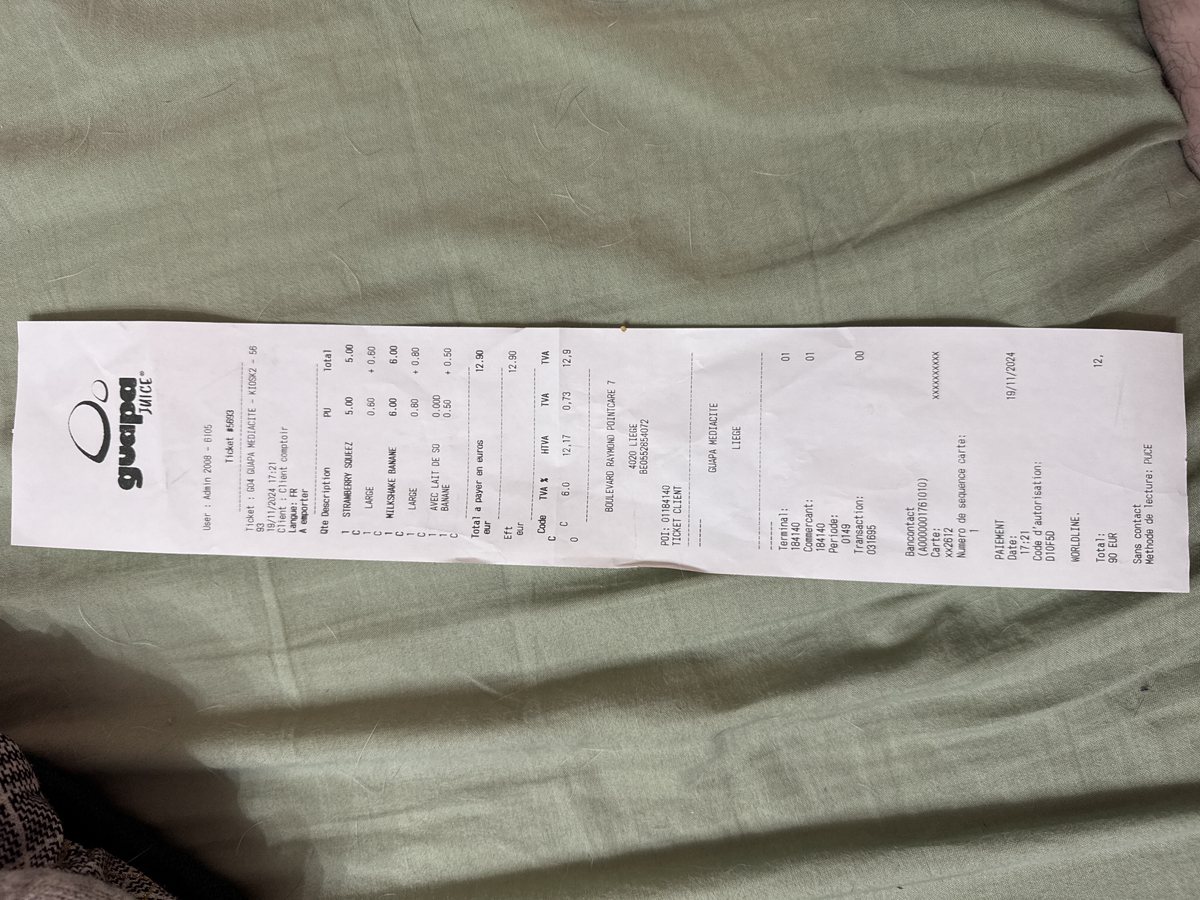 guapa
JUICE®
User : Admin 2008 - B105
Ticket #5693
Ticket : G04 GUAPA MEDIACITE - KIOSK2 - 56
93
19/11/2024 17:21
Client : Client comptoir
Langue: FR
A emporter
Qte Description PU Total
1 STRAWBERRY SQUEEZ 5.00 5.00
C
1 LARGE 0.60 + 0.60
C
1 MILKSHAKE BANANE 6.00 6.00
C
1 LARGE 0.80 + 0.80
C
1 AVEC LAIT DE SO 0.000
1 BANANE 0.50 + 0.50
C
Total a payer en euros 12.90
eur
Eft 12.90
eur
Code TVA % HTVA TVA TVA
C
C 6.0 12,17 0,73 12,9
0
BOULEVARD RAYMOND POINTCARE 7
4020 LIEGE
BE0552654072
POI: 01184140
TICKET CLIENT
GUAPA MEDIACITE
LIEGE
Terminal: 01
184140
Commercant: 01
184140
Periode:
0149
Transaction: 00
031695
Bancontact
(A0000001761010)
Carte: xxxxxxxxx
xx2612
Numero de sequence carte:
1
PAIEMENT
Date: 19/11/2024
17:21
Code d'autorisation:
D10F5D
WORLDLINE.
Total: 12,
90 EUR
Sans contact
Methode de lecture: PUCE